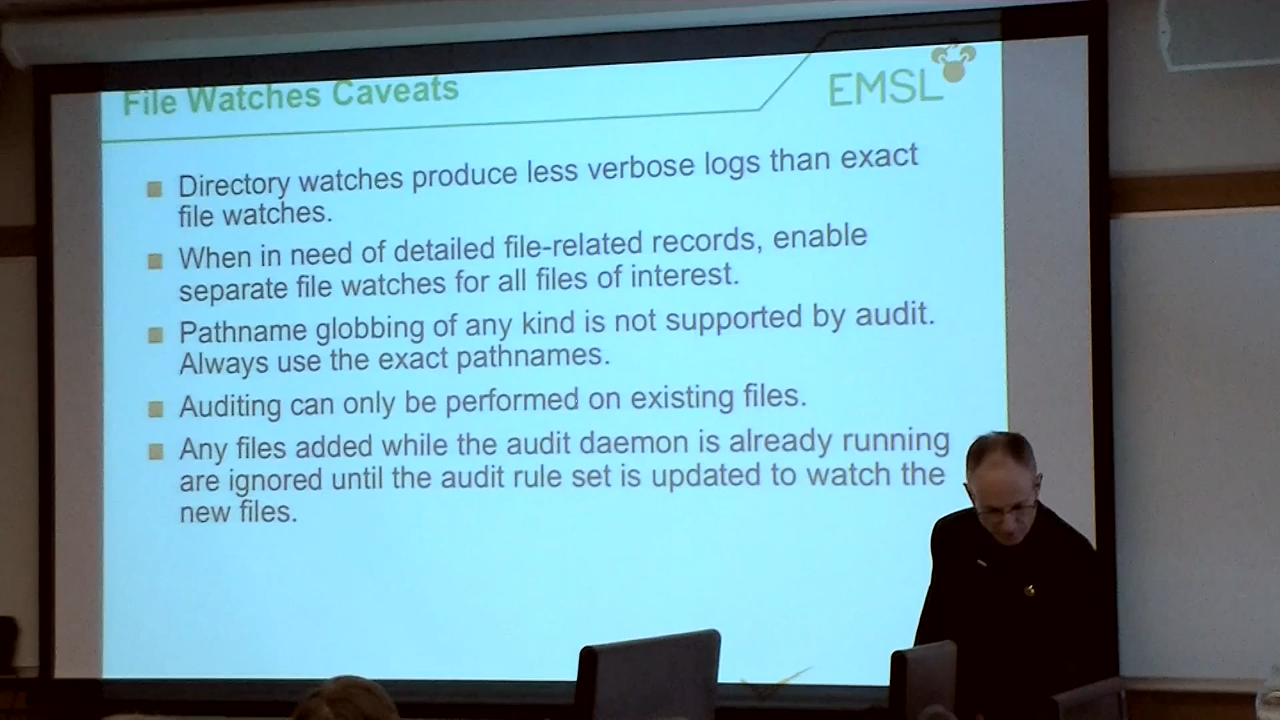 File Watches Caveats
EMSL
Directory watches produce less verbose logs than exact
file watches.
When in need of detailed file-related records, enable
separate file watches for all files of interest.
Pathname globbing of any kind is not supported by audit.
Always use the exact pathnames.
Auditing can only be performed on existing files.
Any files added while the audit daemon is already running
are ignored until the audit rule set is updated to watch the
new files.